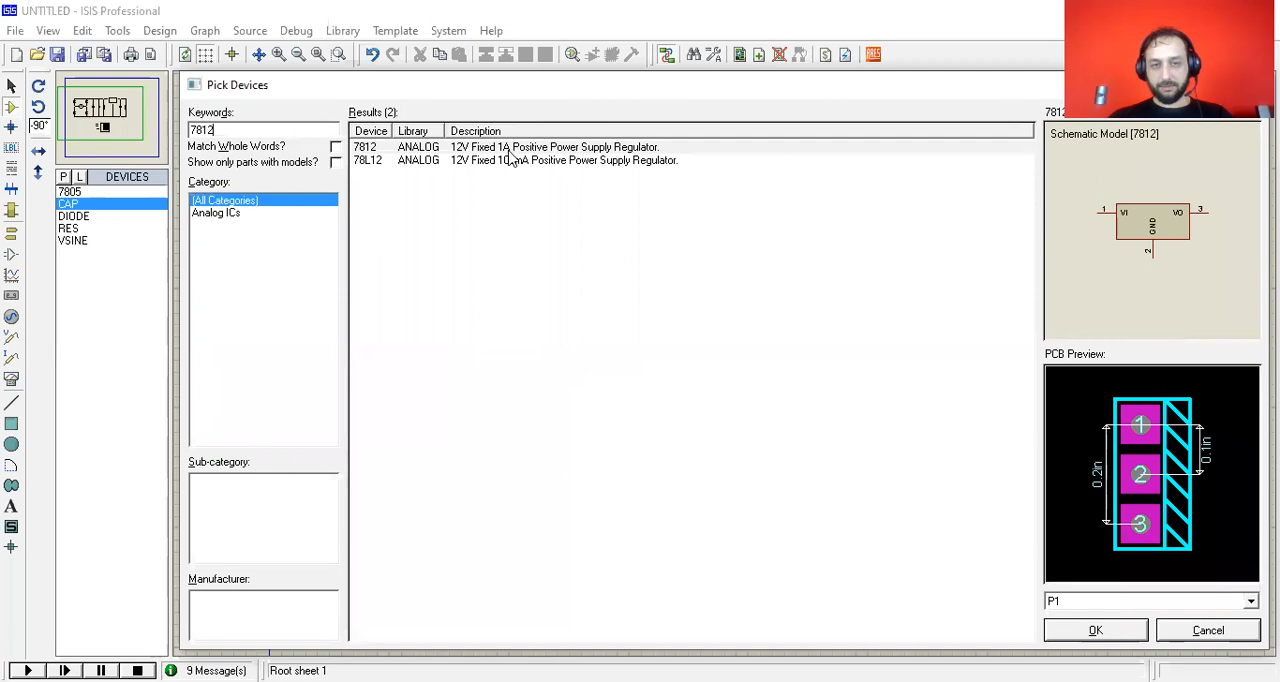 UNTITLED - ISIS Professional
File View Edit Tools Design Graph Source Debug Library Template System Help
ARES
-90°
LBL
P L DEVICES
7805
CAP
DIODE
RES
VSINE
A
S
Pick Devices
Keywords:
7812
Match Whole Words?
Show only parts with models?
Category:
(All Categories)
Analog ICs
Sub-category:
Manufacturer:
Results (2):
Device Library Description
7812 ANALOG 12V Fixed 1A Positive Power Supply Regulator.
78L12 ANALOG 12V Fixed mA Positive Power Supply Regulator.
Schematic Model [7812]
1 VI VO 3
GND
2
PCB Preview:
1
2
3
0.2in
0.1in
P1
OK Cancel
9 Message(s) Root sheet 1